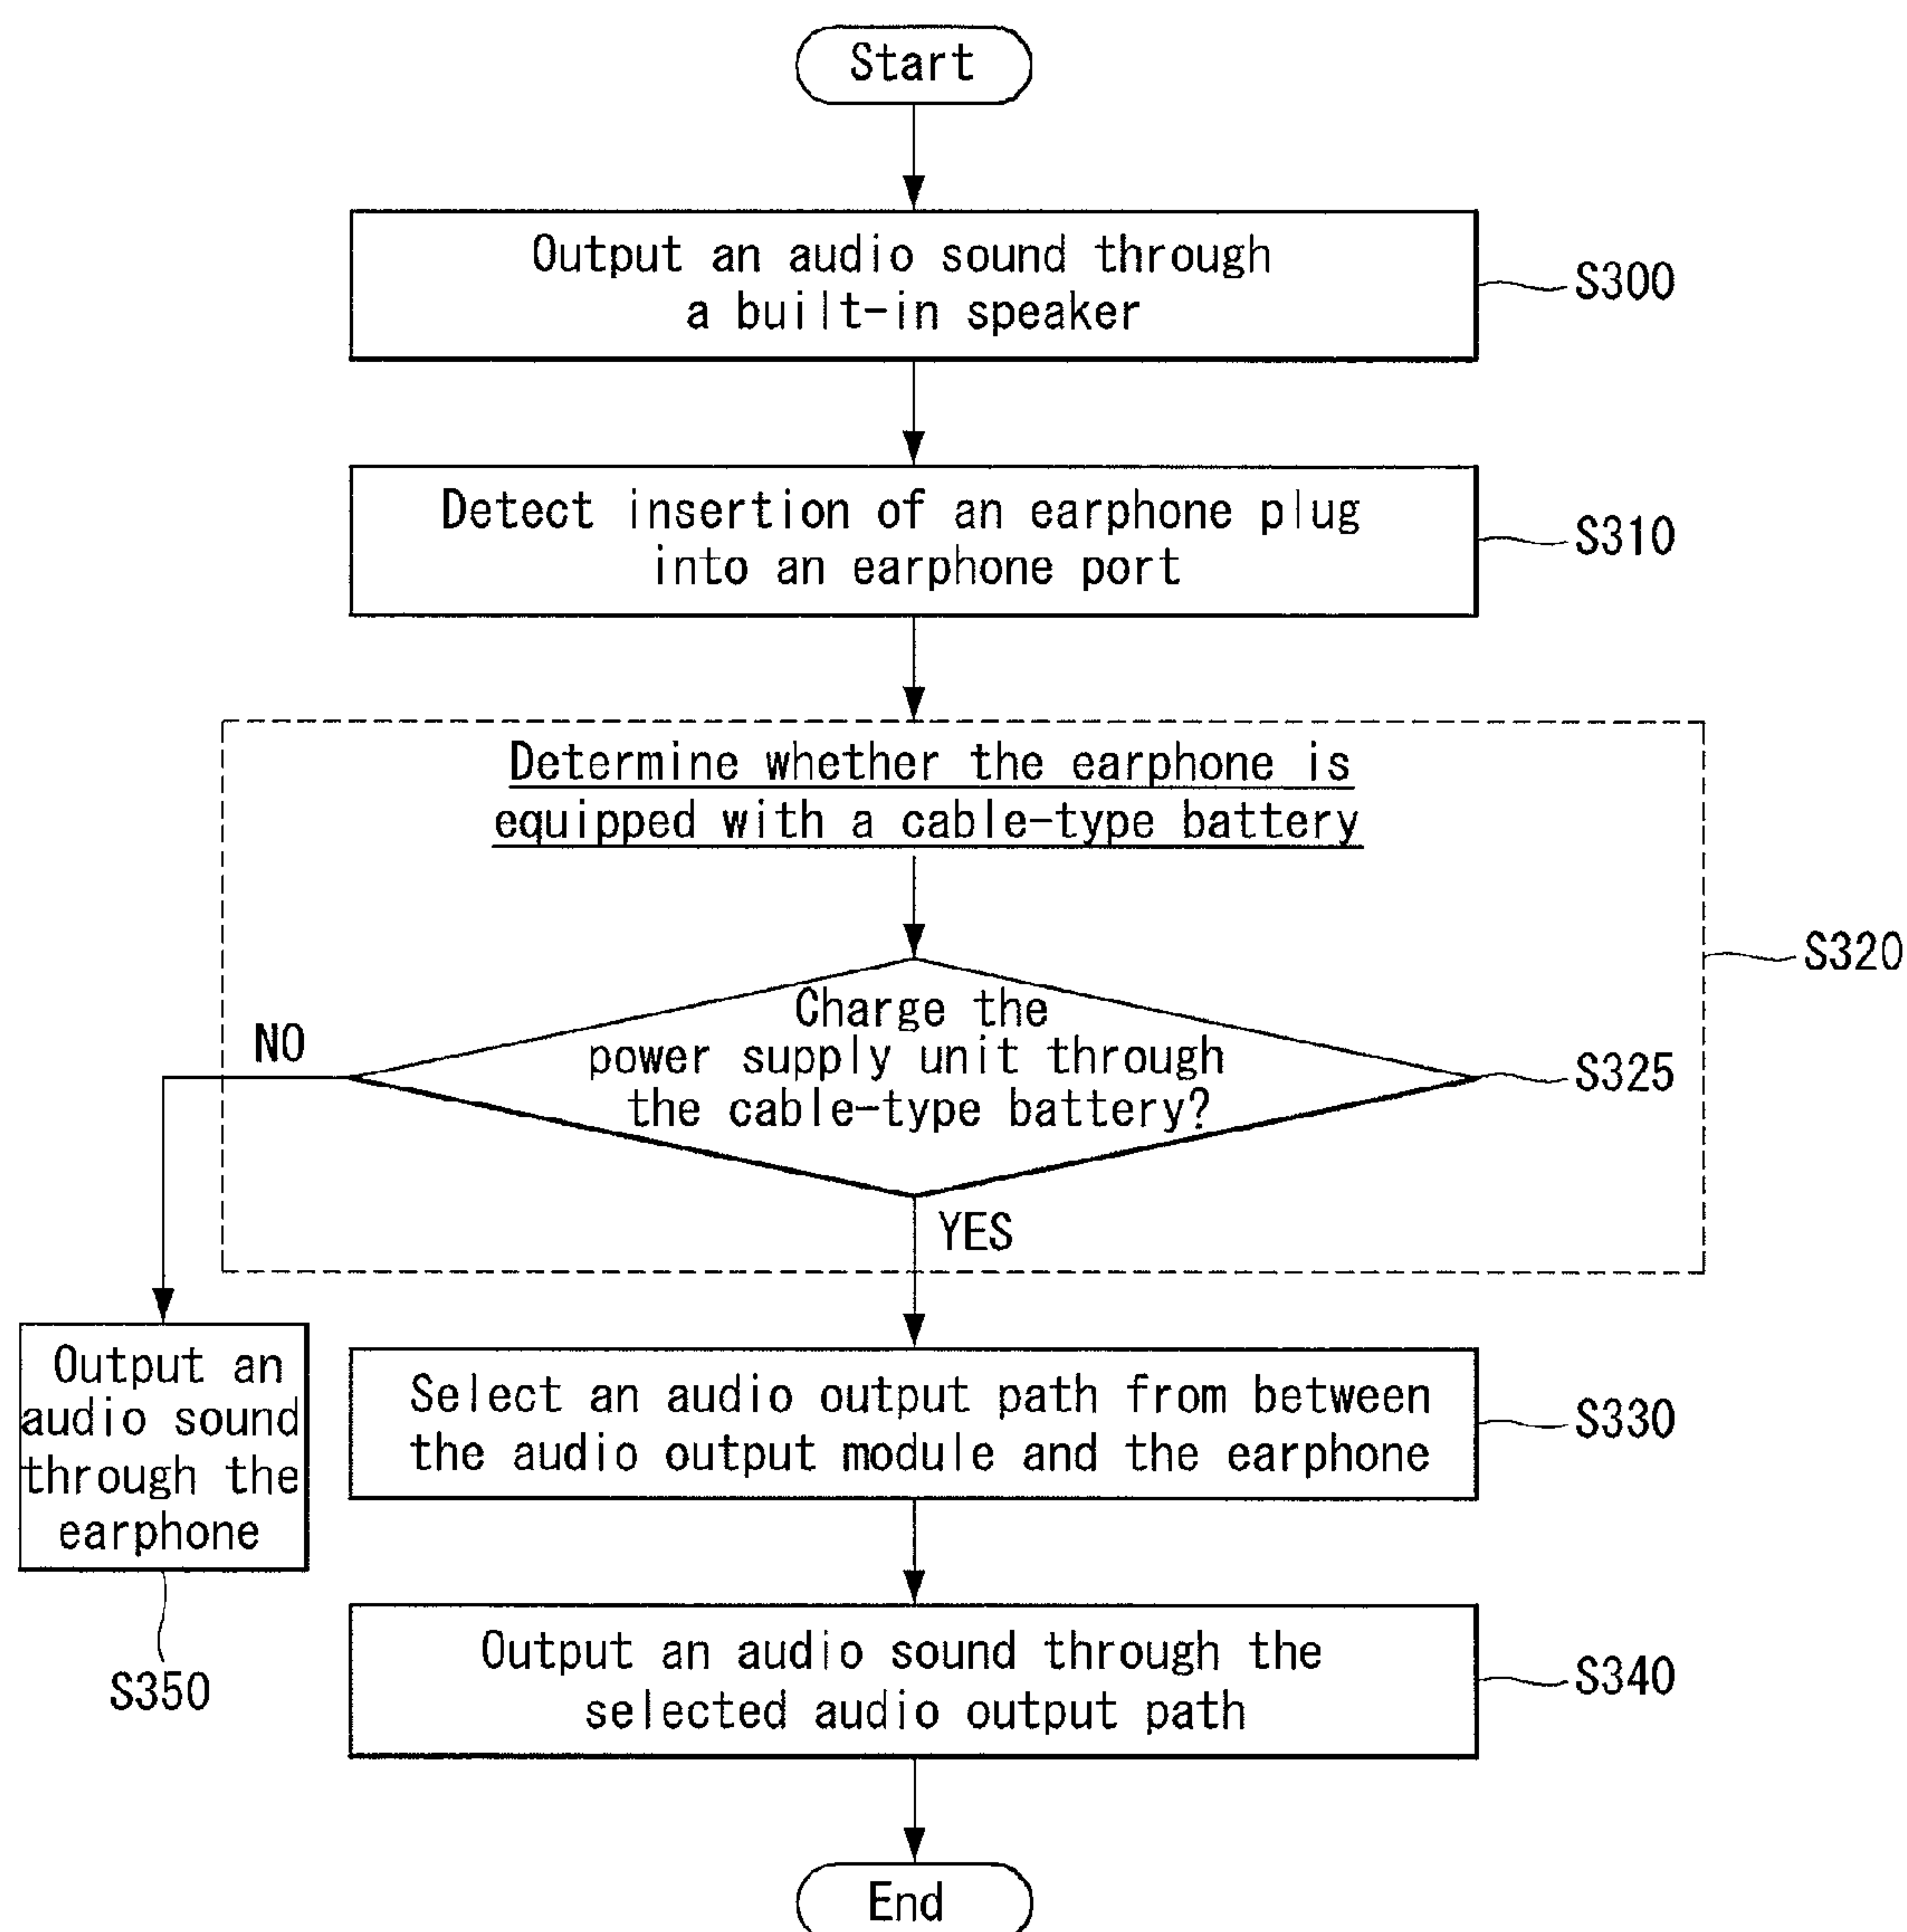 Start
Output an audio sound through
a built-in speaker
S300
Detect insertion of an earphone plug
into an earphone port
S310
Determine whether the earphone is
equipped with a cable-type battery
S320
Charge the
power supply unit through
the cable-type battery?
S325
NO
YES
Output an
audio sound
through the
earphone
S350
Select an audio output path from between
the audio output module and the earphone
S330
Output an audio sound through the
selected audio output path
S340
End